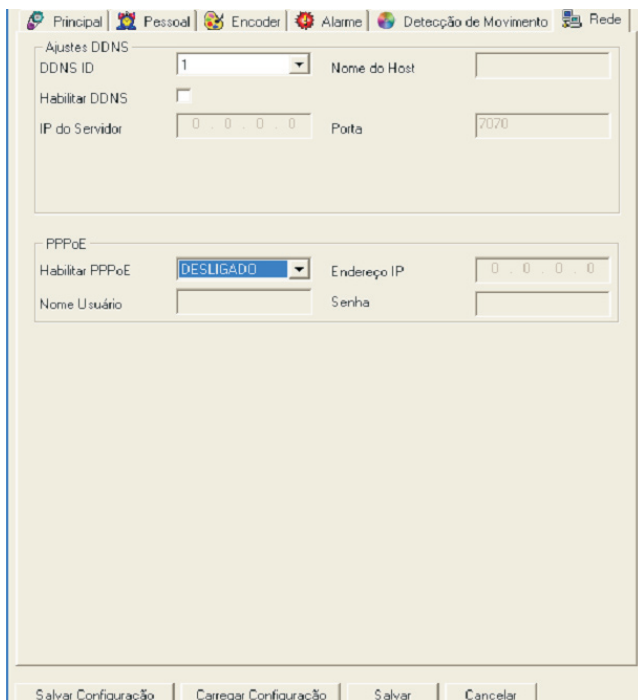 Principal Pessoal Encoder Alarme Detecção de Movimento Rede
Ajustes DDNS
DDNS ID 1 Nome do Host
Habilitar DDNS
IP do Servidor 0 . 0 . 0 . 0 Porta 7070
PPPoE
Habilitar PPPoE DESLIGADO Endereço IP 0 . 0 . 0 . 0
Nome Usuário Senha
Salvar Configuração Carregar Configuração Salvar Cancelar